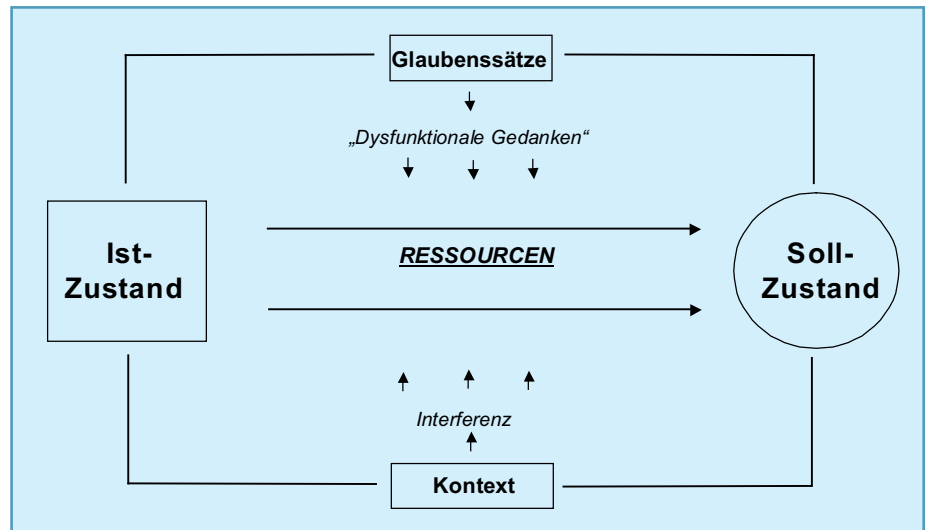 Glaubenssätze
„Dysfunktionale Gedanken“
Ist-
Zustand
RESSOURCEN
Soll-
Zustand
Interferenz
Kontext